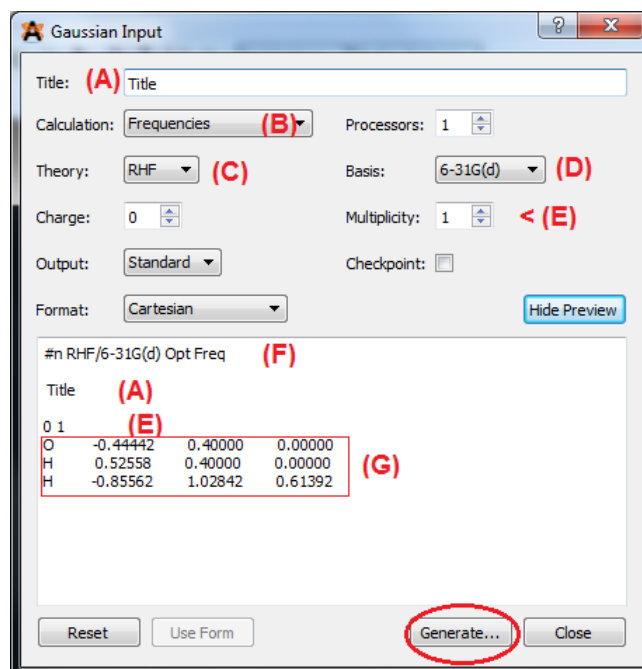 Gaussian Input
Title: (A) Title
Calculation: Frequencies (B) Processors: 1
Theory: RHF (C) Basis: 6-31G(d) (D)
Charge: 0 Multiplicity: 1 < (E)
Output: Standard Checkpoint:
Format: Cartesian Hide Preview
#n RHF/6-31G(d) Opt Freq (F)
Title (A)
0 1 (E)
O -0.44442 0.40000 0.00000
H 0.52558 0.40000 0.00000 (G)
H -0.85562 1.02842 0.61392
Reset Use Form Generate... Close